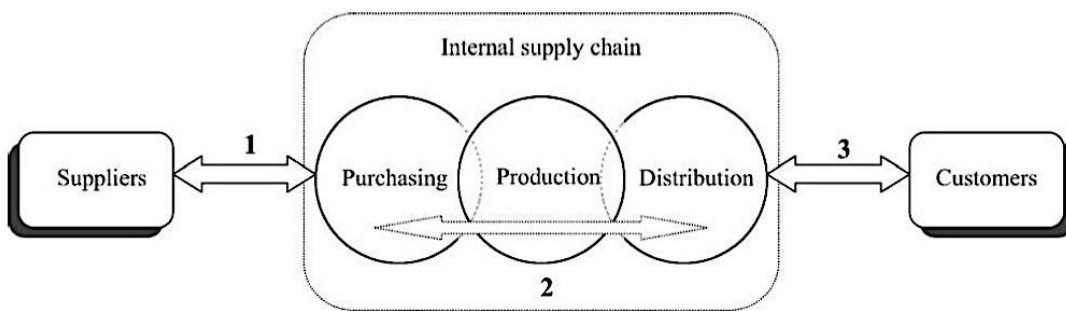 Internal supply chain
1
3
Suppliers
Purchasing
Production
Distribution
Customers
2